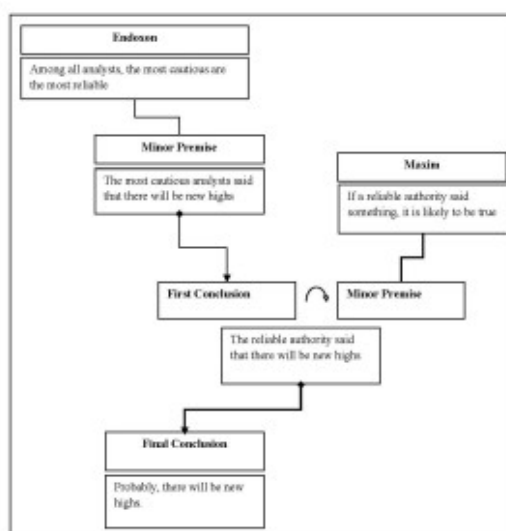 Endoxon
Among all analysts, the most cautious are
the most reliable
Minor Premise
The most cautious analysts said
that there will be new highs
Maxim
If a reliable authority said
something, it is likely to be true
First Conclusion
Minor Premise
The reliable authority said
that there will be new highs
Final Conclusion
Probably, there will be new
highs.